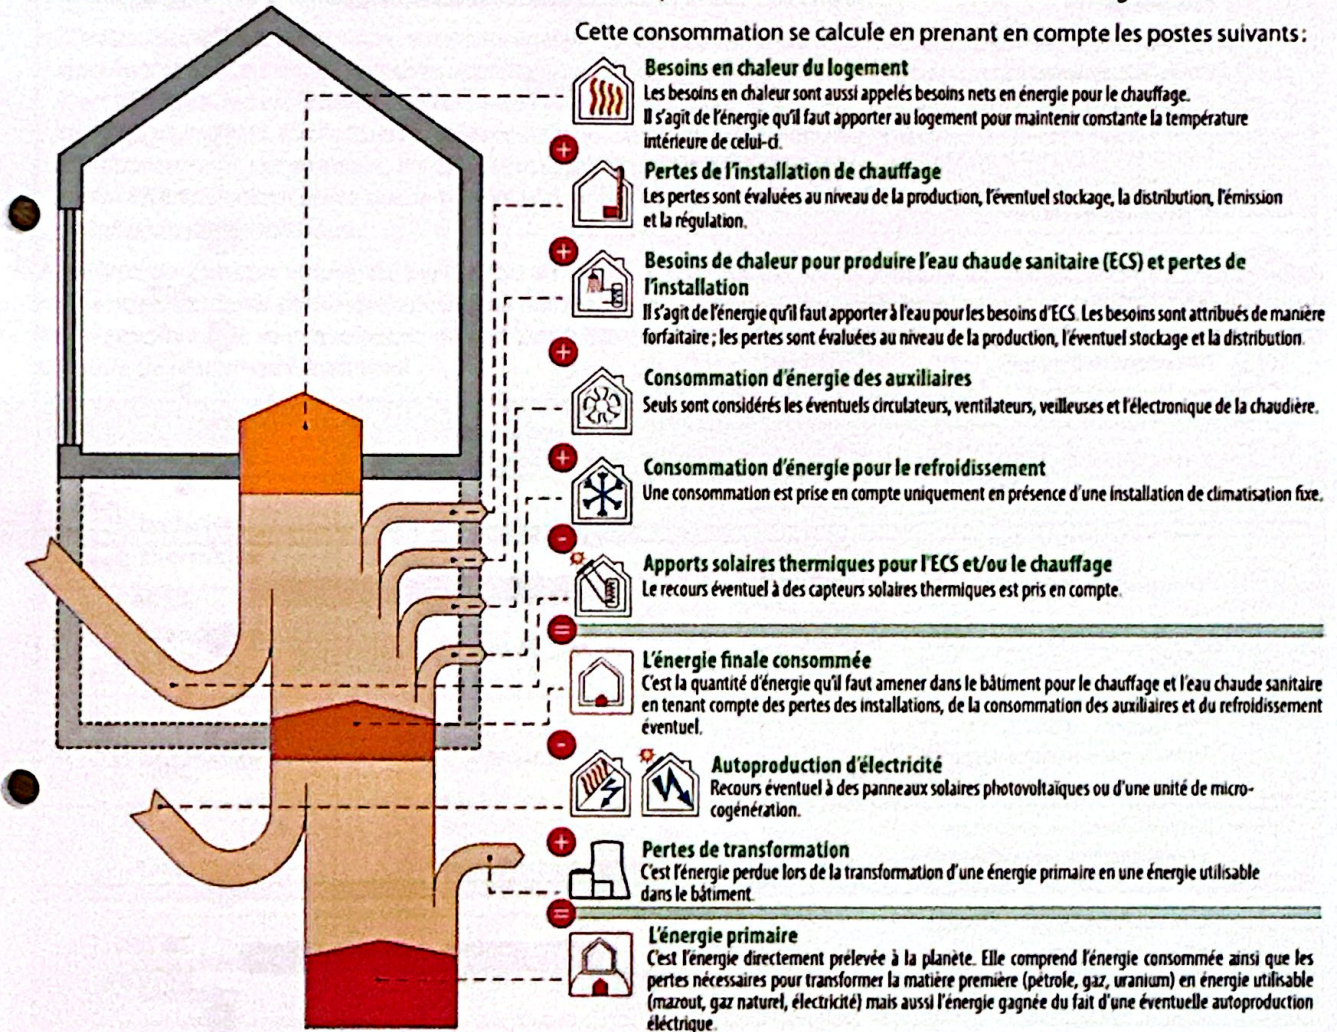 Cette consommation se calcule en prenant en compte les postes suivants :
Besoins en chaleur du logement
Les besoins en chaleur sont aussi appelés besoins nets en énergie pour le chauffage.
Il s'agit de l'énergie qu'il faut apporter au logement pour maintenir constante la température
intérieure de celui-ci.
+
Pertes de l'installation de chauffage
Les pertes sont évaluées au niveau de la production, l'éventuel stockage, la distribution, l'émission
et la régulation.
+
Besoins de chaleur pour produire l'eau chaude sanitaire (ECS) et pertes de
l'installation
Il s'agit de l'énergie qu'il faut apporter à l'eau pour les besoins d'ECS. Les besoins sont attribués de manière
forfaitaire ; les pertes sont évaluées au niveau de la production, l'éventuel stockage et la distribution.
+
Consommation d'énergie des auxiliaires
Seuls sont considérés les éventuels circulateurs, ventilateurs, veilleuses et l'électronique de la chaudière.
+
Consommation d'énergie pour le refroidissement
Une consommation est prise en compte uniquement en présence d'une installation de climatisation fixe.
-
Apports solaires thermiques pour l'ECS et/ou le chauffage
Le recours éventuel à des capteurs solaires thermiques est pris en compte.
=
L'énergie finale consommée
C'est la quantité d'énergie qu'il faut amener dans le bâtiment pour le chauffage et l'eau chaude sanitaire
en tenant compte des pertes des installations, de la consommation des auxiliaires et du refroidissement
éventuel.
-
Autoproduction d'électricité
Recours éventuel à des panneaux solaires photovoltaïques ou d'une unité de micro-
cogénération.
+
Pertes de transformation
C'est l'énergie perdue lors de la transformation d'une énergie primaire en une énergie utilisable
dans le bâtiment.
=
L'énergie primaire
C'est l'énergie directement prélevée à la planète. Elle comprend l'énergie consommée ainsi que les
pertes nécessaires pour transformer la matière première (pétrole, gaz, uranium) en énergie utilisable
(mazout, gaz naturel, électricité) mais aussi l'énergie gagnée du fait d'une éventuelle autoproduction
éléctrique.